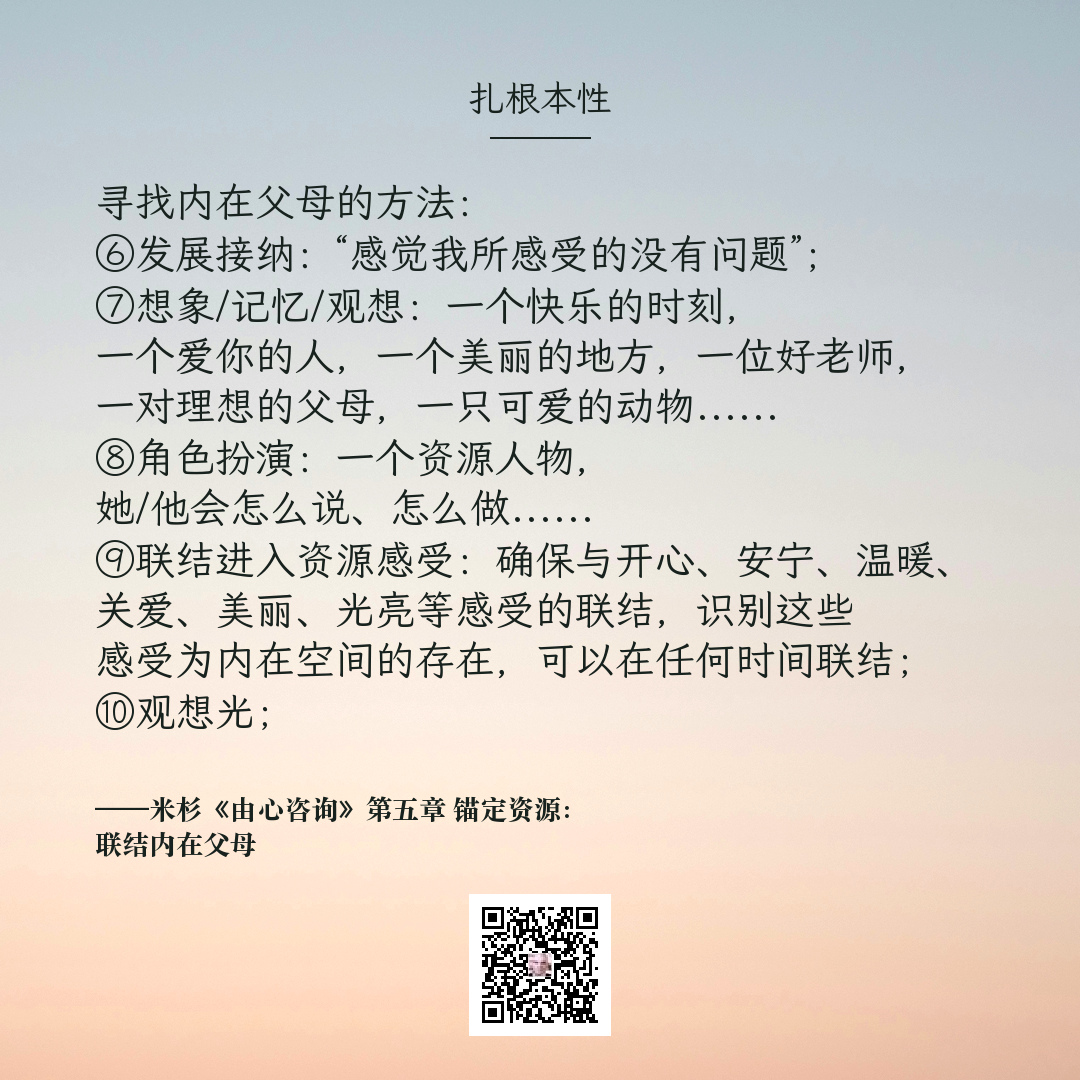 扎根本性
寻找内在父母的方法：
⑥发展接纳：“感觉我所感受的没有问题”；
⑦想象/记忆/观想：一个快乐的时刻，
一个爱你的人，一个美丽的地方，一位好老师，
一对理想的父母，一只可爱的动物……
⑧角色扮演：一个资源人物，
她/他会怎么说、怎么做……
⑨联结进入资源感受：确保与开心、安宁、温暖、
关爱、美丽、光亮等感受的联结，识别这些
感受为内在空间的存在，可以在任何时间联结；
⑩观想光；
——米杉《由心咨询》第五章 锚定资源：
联结内在父母